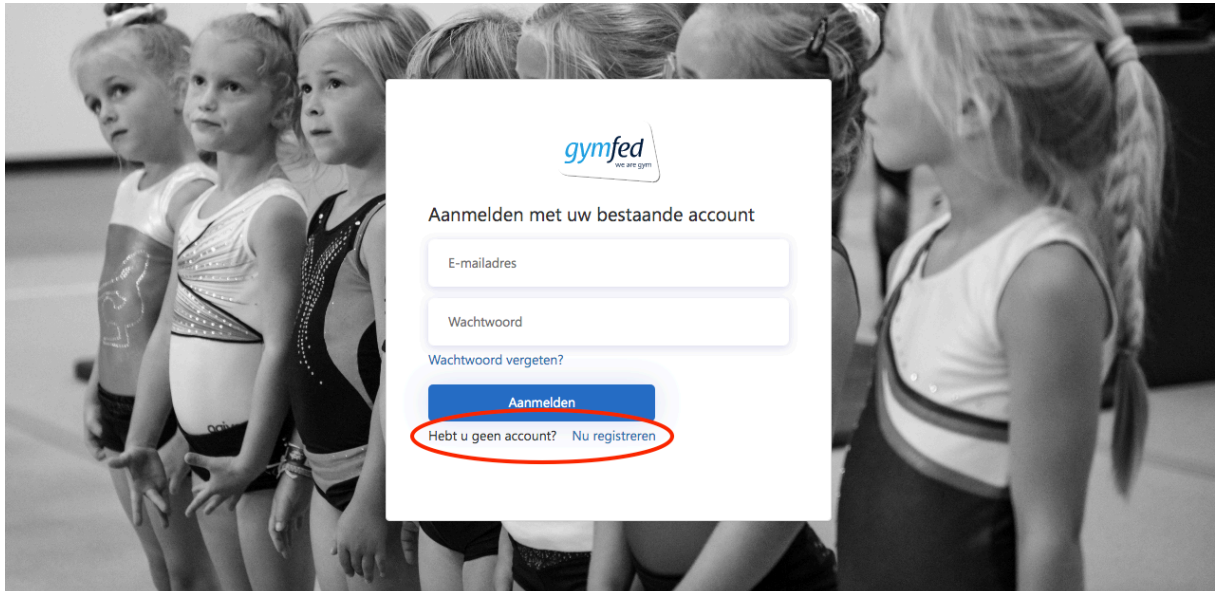 gymfed
we are gym
Aanmelden met uw bestaande account
E-mailadres
Wachtwoord
Wachtwoord vergeten?
Aanmelden
Hebt u geen account? Nu registreren